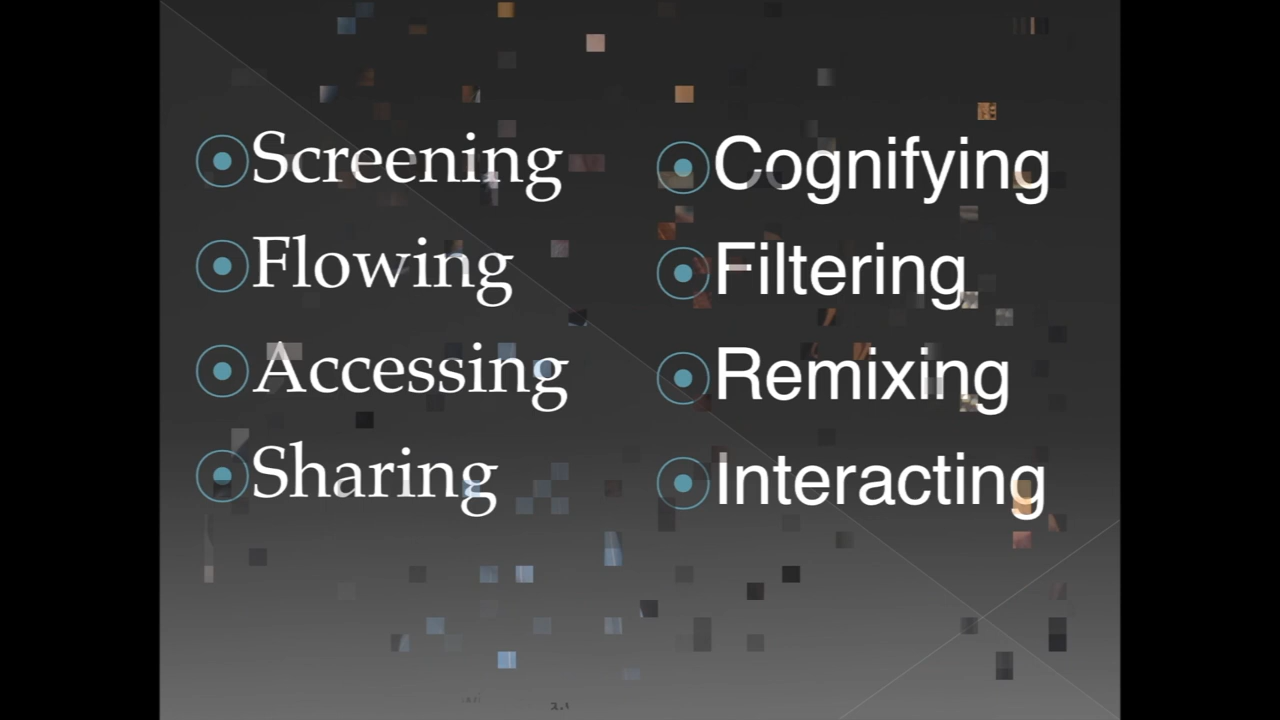 Screening
Flowing
Accessing
Sharing
Cognifying
Filtering
Remixing
Interacting